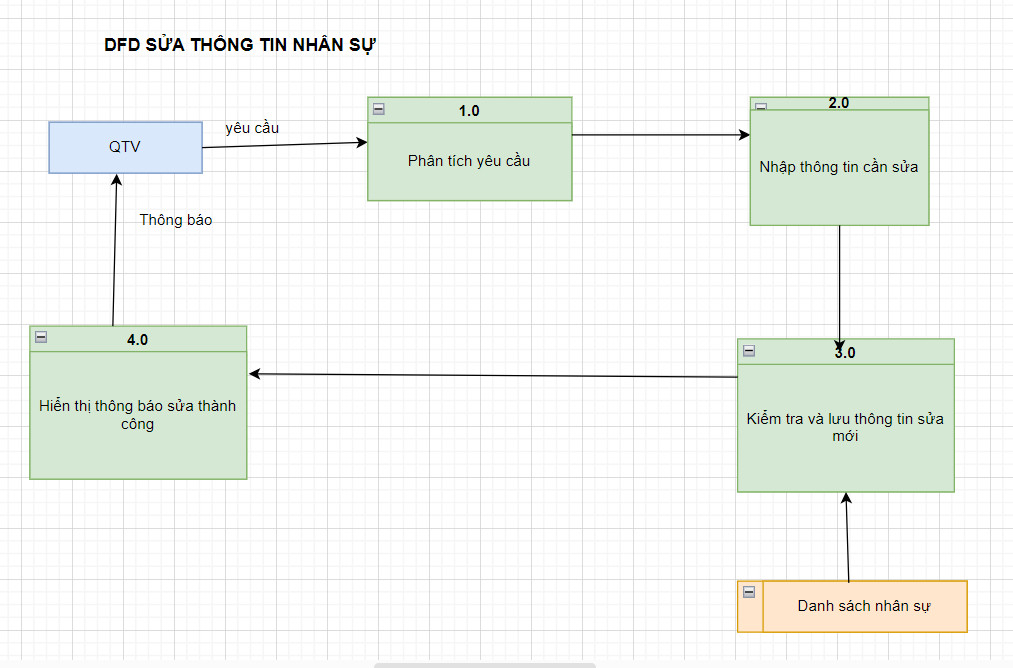 DFD SỬA THÔNG TIN NHÂN SỰ
QTV
yêu cầu
1.0
Phân tích yêu cầu
2.0
Nhập thông tin cần sửa
Thông báo
4.0
Hiển thị thông báo sửa thành
công
3.0
Kiểm tra và lưu thông tin sửa
mới
Danh sách nhân sự